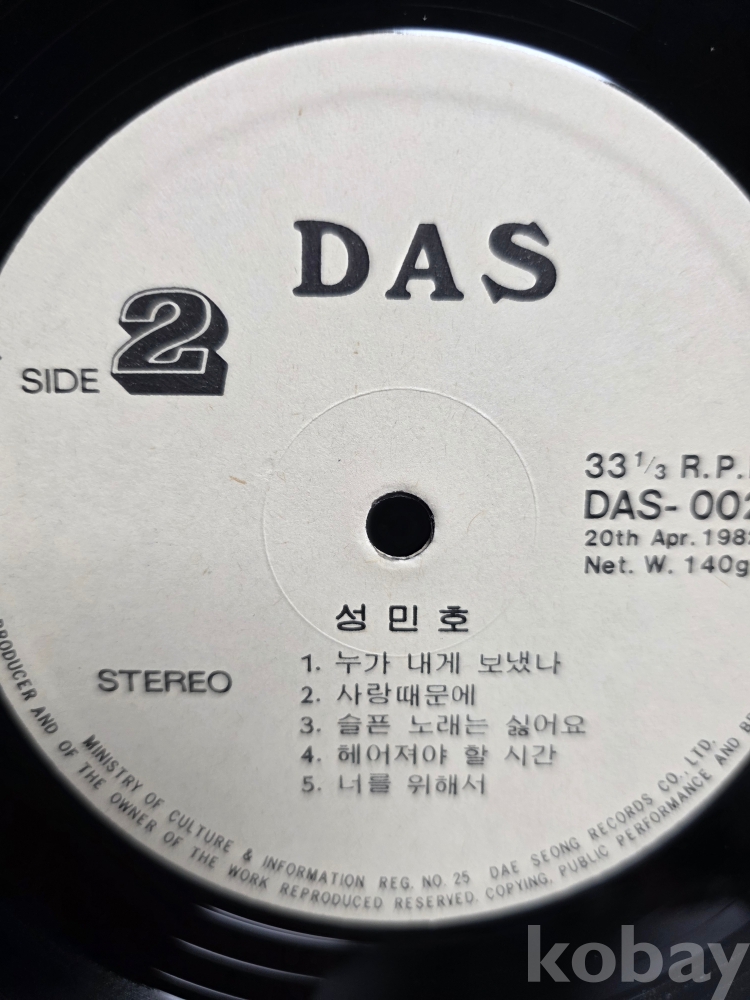 DAS
SIDE 2
33 1/3 R.P.
DAS-002
20th Apr. 198
Net. W. 140g
성민호
STEREO
1. 누가 내게 보냈나
2. 사랑때문에
3. 슬픈 노래는 싫어요
4. 헤어져야 할 시간
5. 너를 위해서
MINISTRY OF CULTURE & INFORMATION REG. NO. 25 DAE SEONG RECORDS CO., LTD.
PRODUCER AND OF THE OWNER OF THE WORK REPRODUCED RESERVED. COPYING, PUBLIC PERFORMANCE AND
kobay